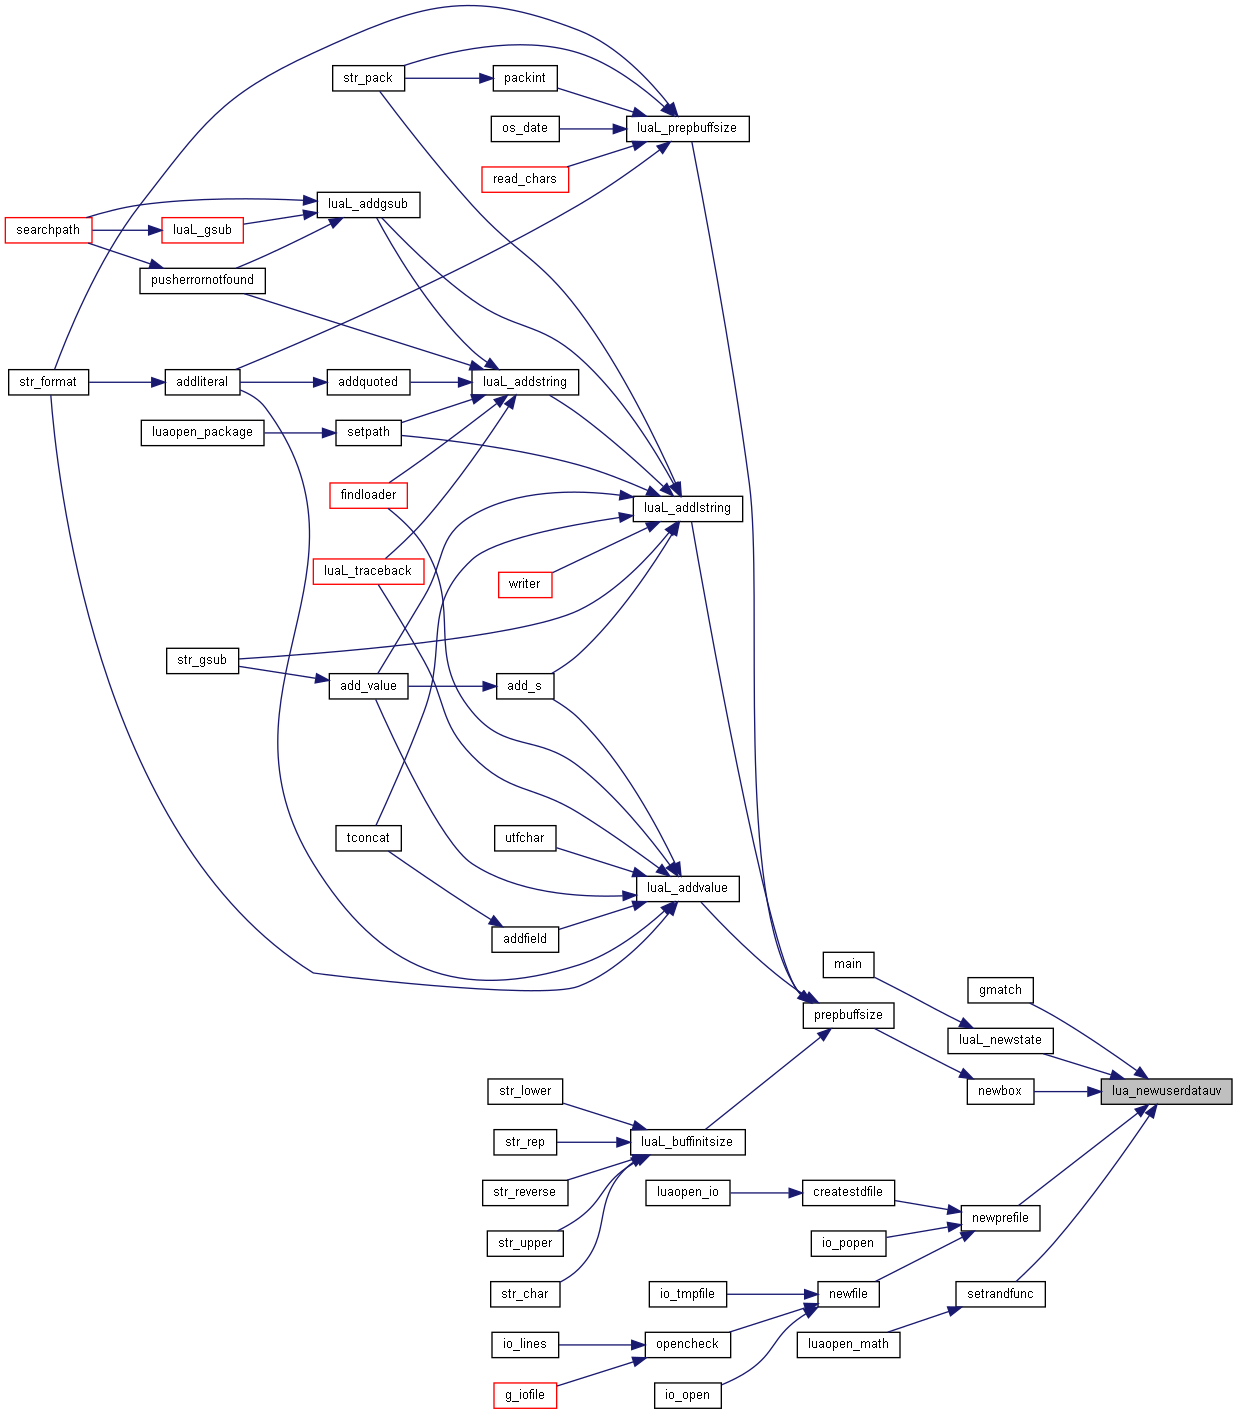 str_pack
packint
os_date
luaL_prepbuffsize
read_chars
luaL_addgsub
searchpath
luaL_gsub
pusherrornotfound
str_format
addliteral
addquoted
luaL_addstring
luaopen_package
setpath
findloader
luaL_addlstring
luaL_traceback
writer
str_gsub
add_value
add_s
tconcat
utfchar
luaL_addvalue
addfield
main
gmatch
prepbuffsize
luaL_newstate
str_lower
newbox
lua_newuserdatauv
str_rep
luaL_buffinitsize
str_reverse
luaopen_io
createstdfile
newprefile
str_upper
io_popen
str_char
io_tmpfile
newfile
setrandfunc
io_lines
opencheck
luaopen_math
g_iofile
io_open